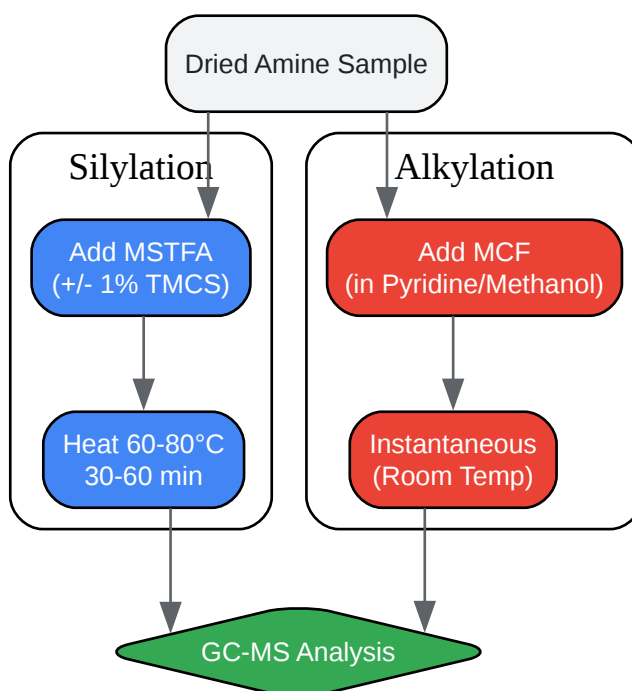 Dried Amine Sample
Silylation
Add MSTFA
(+/- 1% TMCS)
Heat 60-80°C
30-60 min
Alkylation
Add MCF
(in Pyridine/Methanol)
Instantaneous
(Room Temp)
GC-MS Analysis